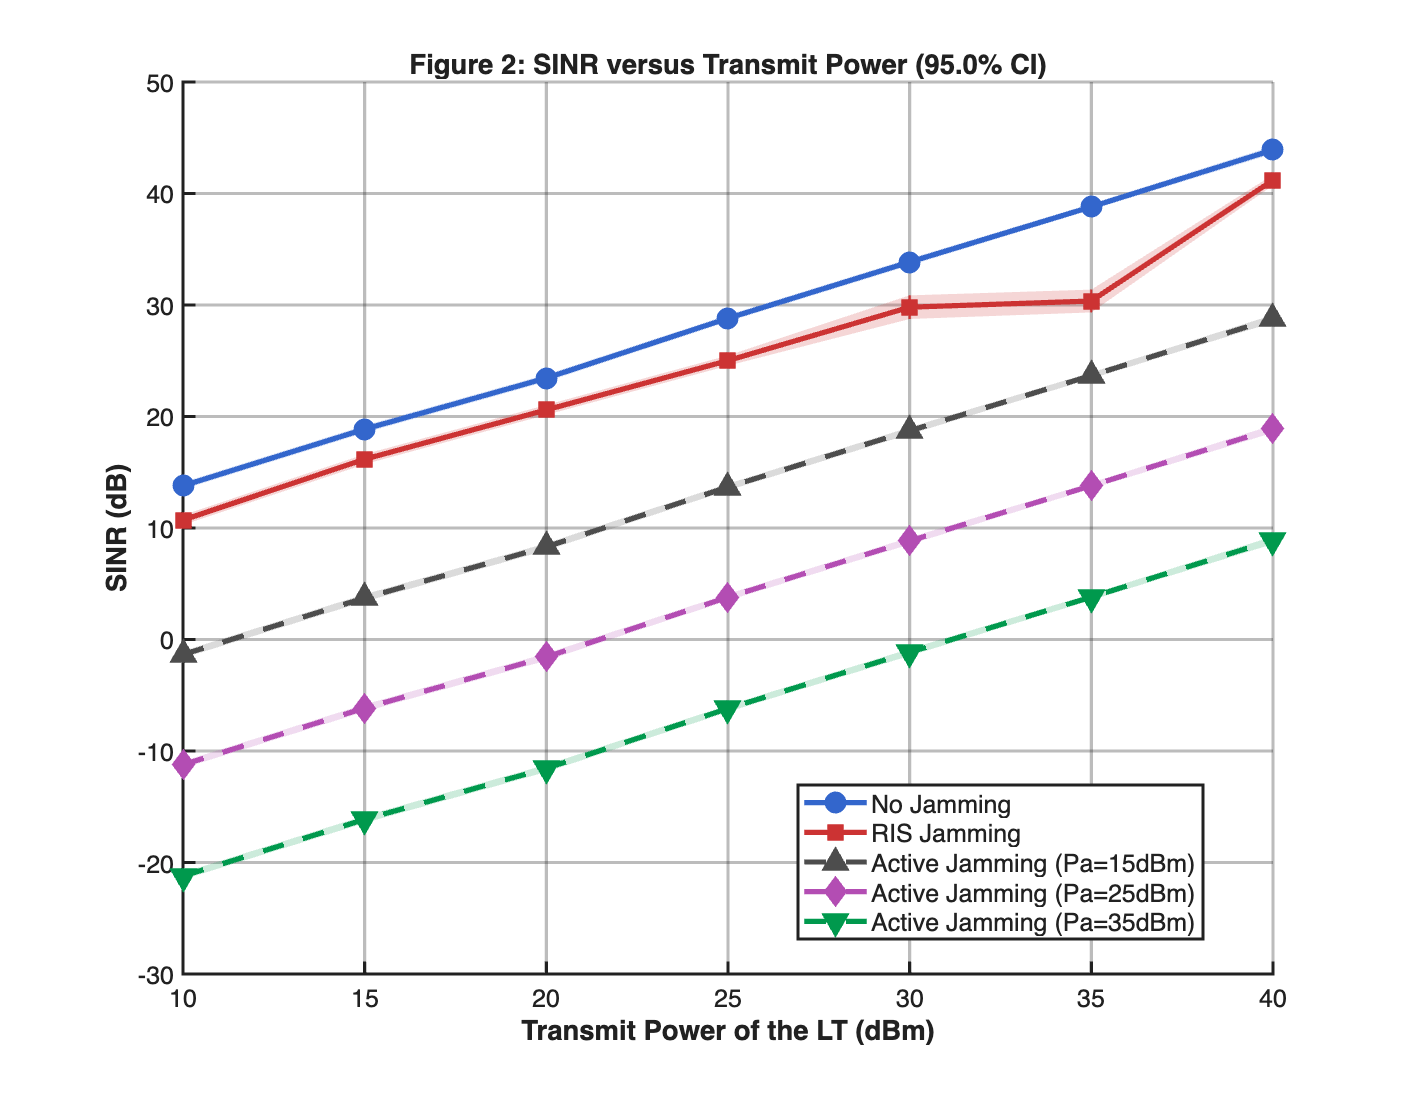 Figure 2: SINR versus Transmit Power (95.0% CI)
50
40
30
20
10
0
-10
-20
-30
SINR (dB)
10 15 20 25 30 35 40
Transmit Power of the LT (dBm)
No Jamming
RIS Jamming
Active Jamming (Pa=15dBm)
Active Jamming (Pa=25dBm)
Active Jamming (Pa=35dBm)